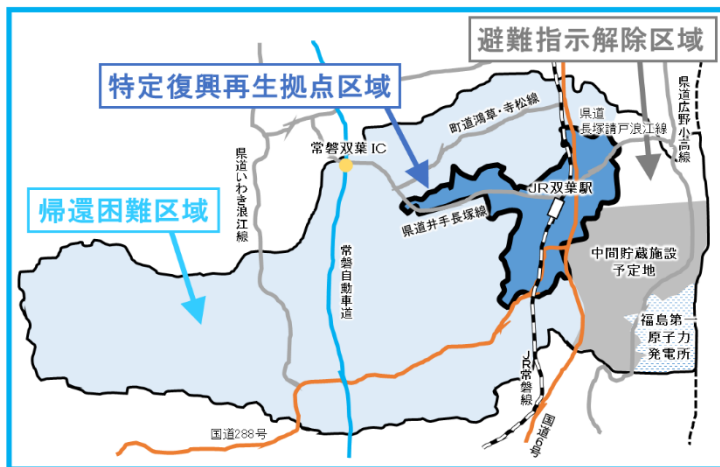 避難指示解除区域
特定復興再生拠点区域
県道広野小高線
県道
長塚請戸浪江線
町道鴻草・寺松線
常磐双葉IC
県道いわき浪江線
JR双葉駅
県道井手長塚線
帰還困難区域
常磐自動車道
中間貯蔵施設
予定地
福島第一
原子力
発電所
JR常磐線
国道6号
国道288号